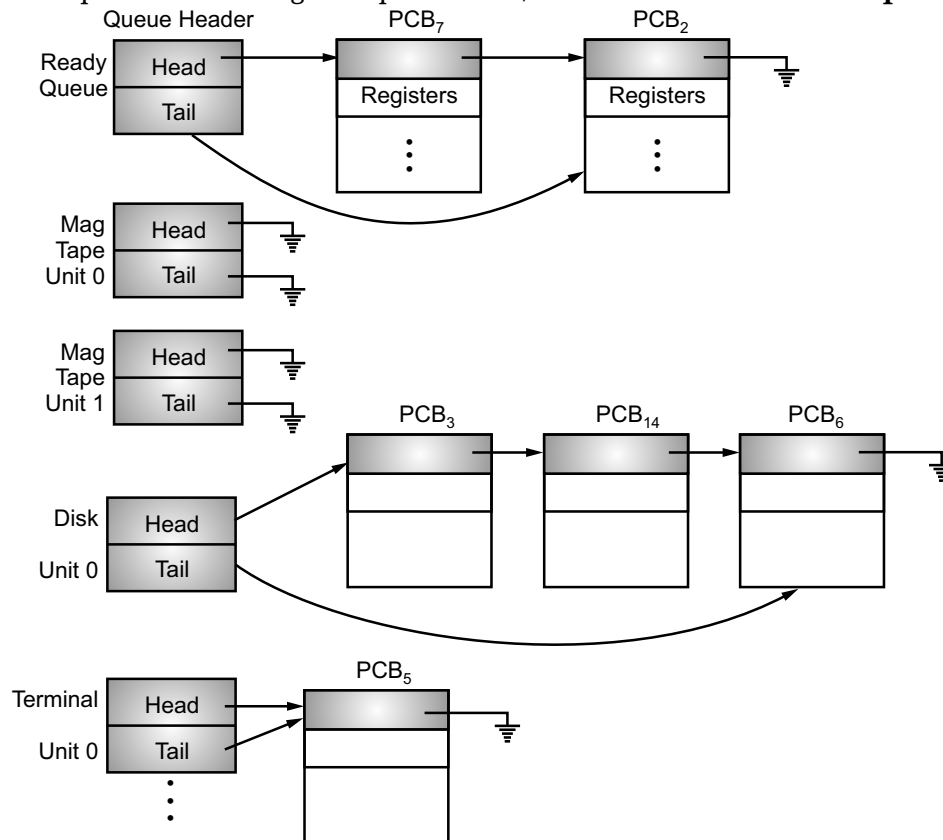 Queue Header
PCB7
PCB2
Ready
Queue
Head
Tail
Registers
Registers
Mag
Tape
Unit 0
Head
Tail
Mag
Tape
Unit 1
Head
Tail
PCB3
PCB14
PCB6
Disk
Unit 0
Head
Tail
PCB5
Terminal
Unit 0
Head
Tail